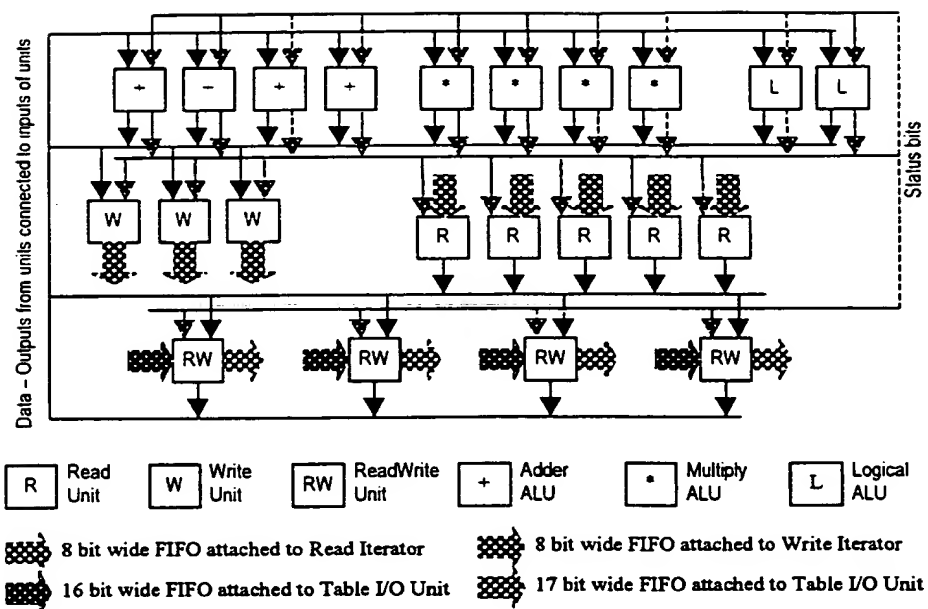 Data – Outputs from units connected to inputs of units
Status bits
+ − + + * * * * L L
W W W
R R R R R
RW RW RW RW
R Read Unit
W Write Unit
RW ReadWrite Unit
+ Adder ALU
* Multiply ALU
L Logical ALU
8 bit wide FIFO attached to Read Iterator
8 bit wide FIFO attached to Write Iterator
16 bit wide FIFO attached to Table I/O Unit
17 bit wide FIFO attached to Table I/O Unit